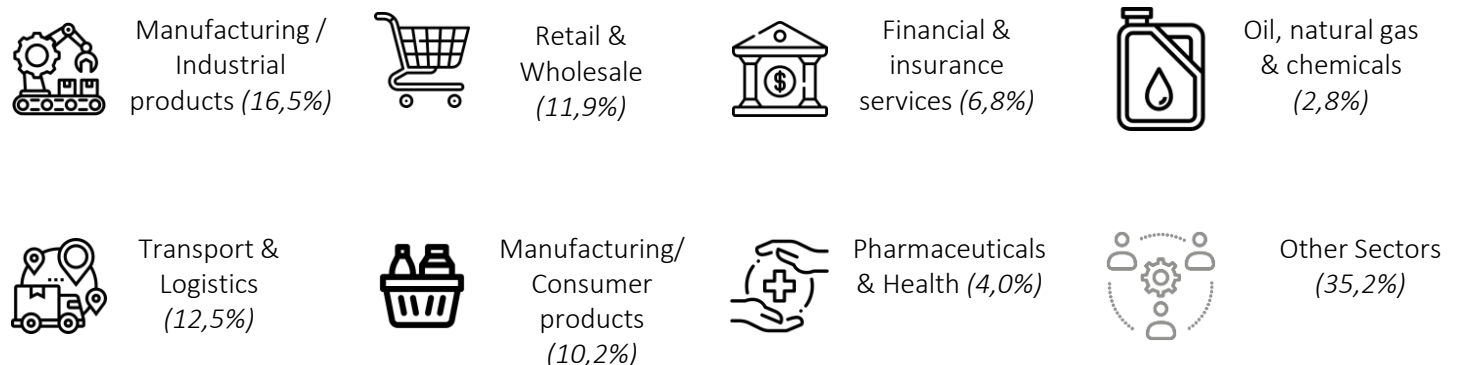 Manufacturing /
Industrial
products (16,5%)
Retail &
Wholesale
(11,9%)
Financial &
insurance
services (6,8%)
Oil, natural gas
& chemicals
(2,8%)
Transport &
Logistics
(12,5%)
Manufacturing/
Consumer
products
(10,2%)
Pharmaceuticals
& Health (4,0%)
Other Sectors
(35,2%)